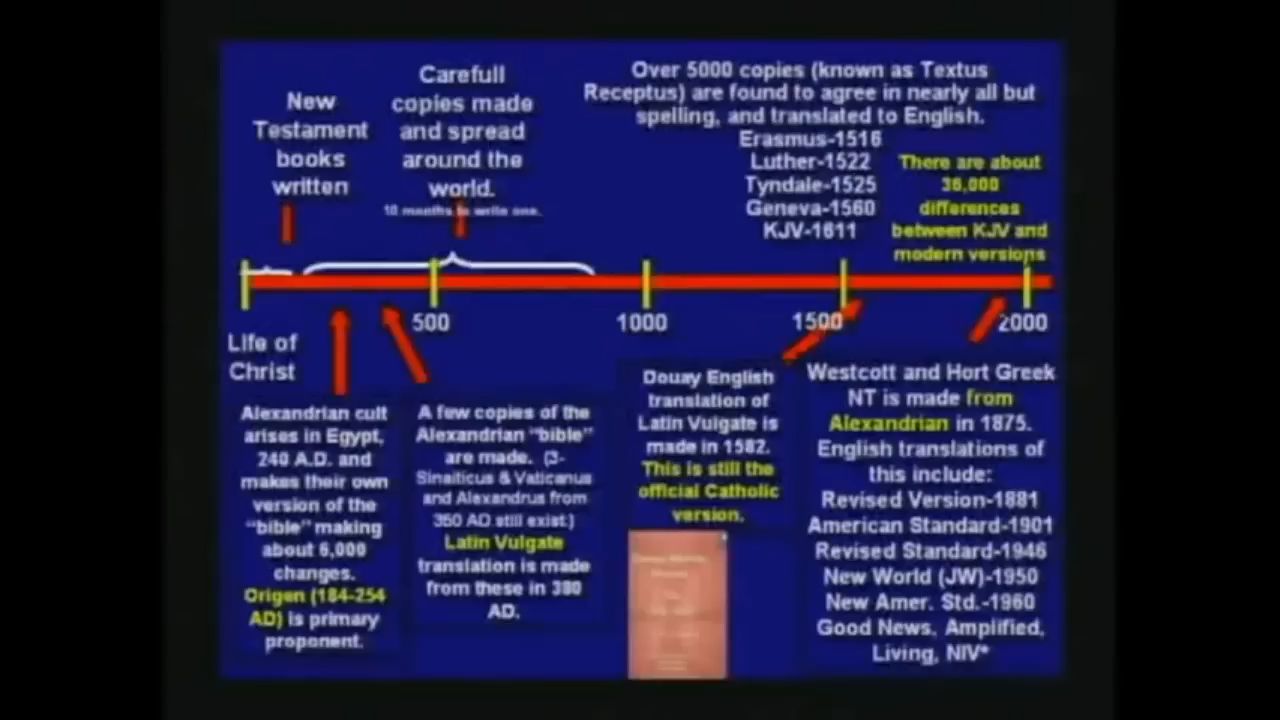 New
Testament
books
written
Carefull
copies made
and spread
around the
world.
10 months to write one.
Over 5000 copies (known as Textus
Receptus) are found to agree in nearly all but
spelling, and translated to English.
Erasmus-1516
Luther-1522
Tyndale-1525
Geneva-1560
KJV-1611
There are about
36,000
differences
between KJV and
modern versions
500
1000
1500
2000
Life of
Christ
Alexandrian cult
arises in Egypt,
240 A.D. and
makes their own
version of the
"bible" making
about 6,000
changes.
Origen (184-254
AD) is primary
proponent.
A few copies of the
Alexandrian "bible"
are made. (3-
Sinaiticus & Vaticanus
and Alexandrus from
350 AD still exist.)
Latin Vulgate
translation is made
from these in 380
AD.
Douay English
translation of
Latin Vulgate is
made in 1582.
This is still the
official Catholic
version.
Westcott and Hort Greek
NT is made from
Alexandrian in 1875.
English translations of
this include:
Revised Version-1881
American Standard-1901
Revised Standard-1946
New World (JW)-1950
New Amer. Std.-1960
Good News, Amplified,
Living, NIV*